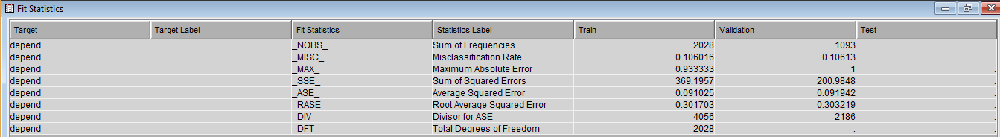 Fit Statistics
Target Target Label Fit Statistics Statistics Label Train Validation Test
depend _NOBS_ Sum of Frequencies 2028 1093 .
depend _MISC_ Misclassification Rate 0.106016 0.10613 .
depend _MAX_ Maximum Absolute Error 0.933333 1 .
depend _SSE_ Sum of Squared Errors 369.1957 200.9848 .
depend _ASE_ Average Squared Error 0.091025 0.091942 .
depend _RASE_ Root Average Squared Error 0.301703 0.303219 .
depend _DIV_ Divisor for ASE 4056 2186 .
depend _DFT_ Total Degrees of Freedom 2028 . .